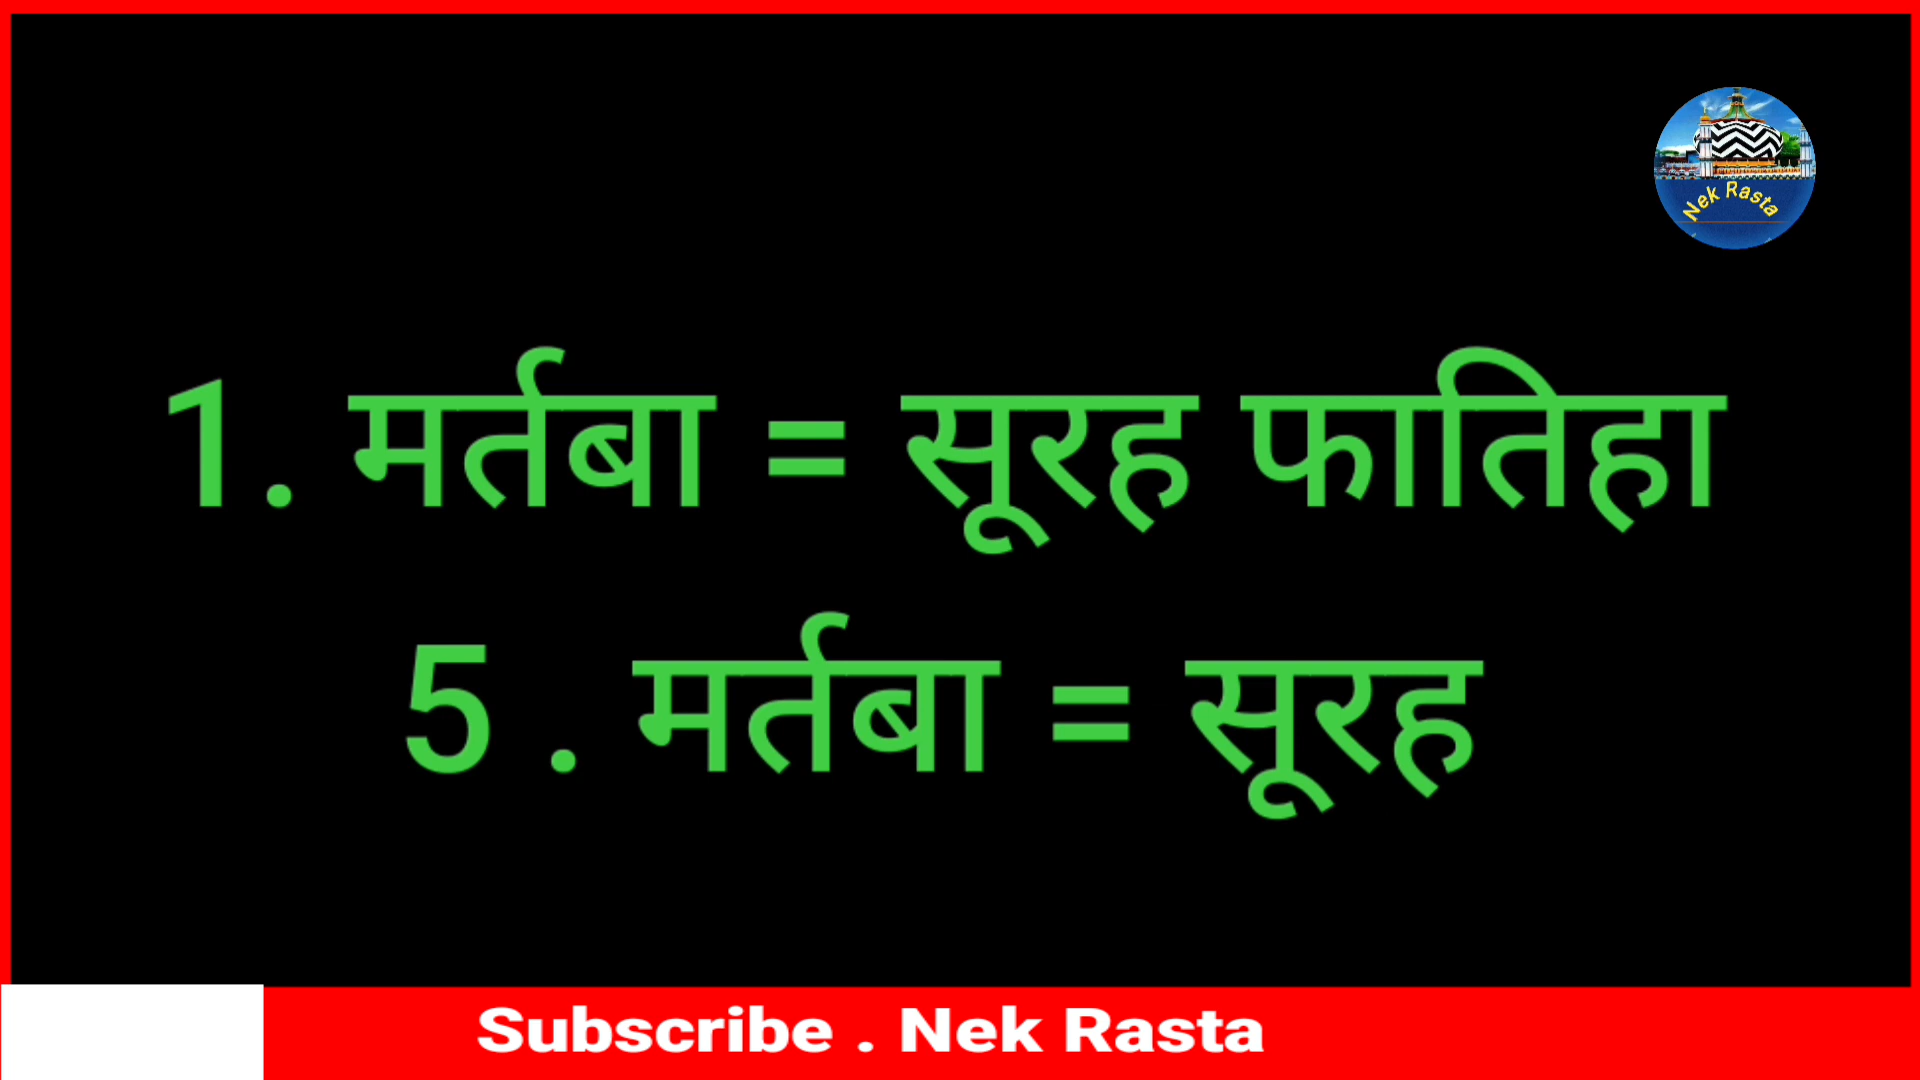 Nek Rasta
1. मर्तबा = सूरह फातिहा
5 . मर्तबा = सूरह
Subscribe . Nek Rasta